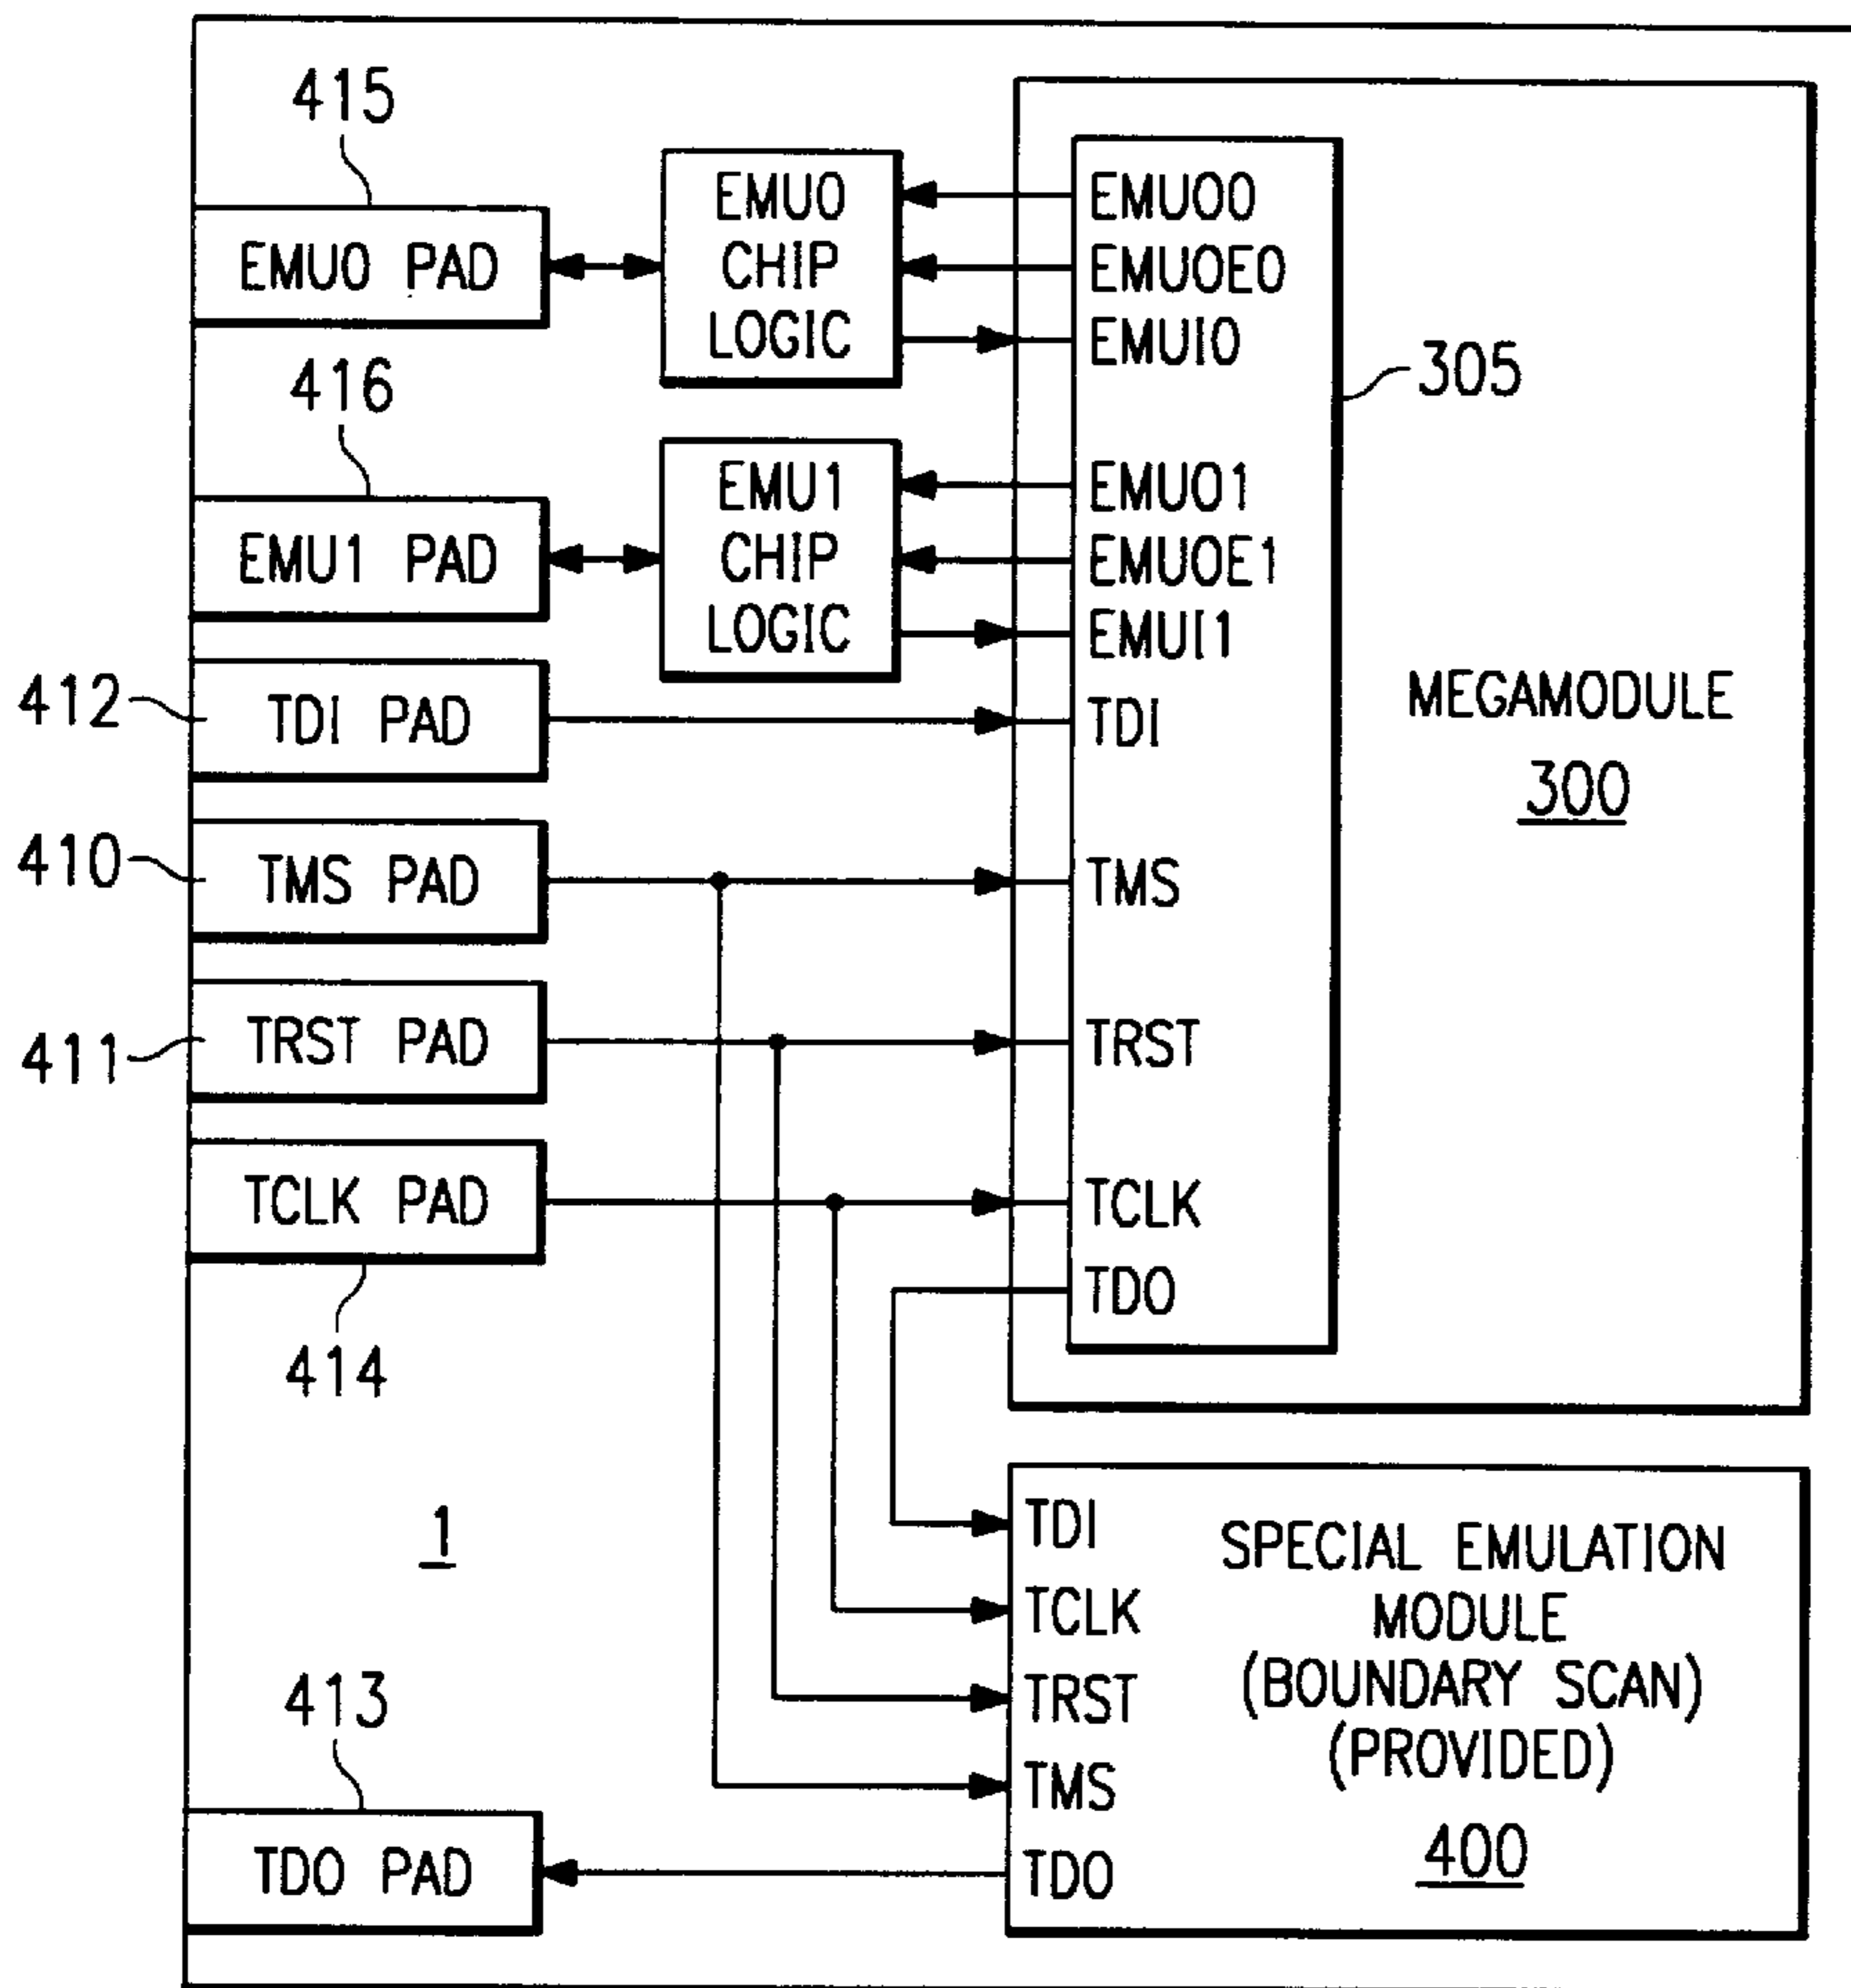 415
EMU0 PAD
EMU0
CHIP
LOGIC
EMUO0
EMUOE0
EMUI0
305
416
EMU1 PAD
EMU1
CHIP
LOGIC
EMUO1
EMUOE1
EMUI1
MEGAMODULE
300
412
TDI PAD
TDI
410
TMS PAD
TMS
411
TRST PAD
TRST
TCLK PAD
TCLK
414
TDO
1
TDI
TCLK
TRST
TMS
TDO
SPECIAL EMULATION
MODULE
(BOUNDARY SCAN)
(PROVIDED)
400
413
TDO PAD